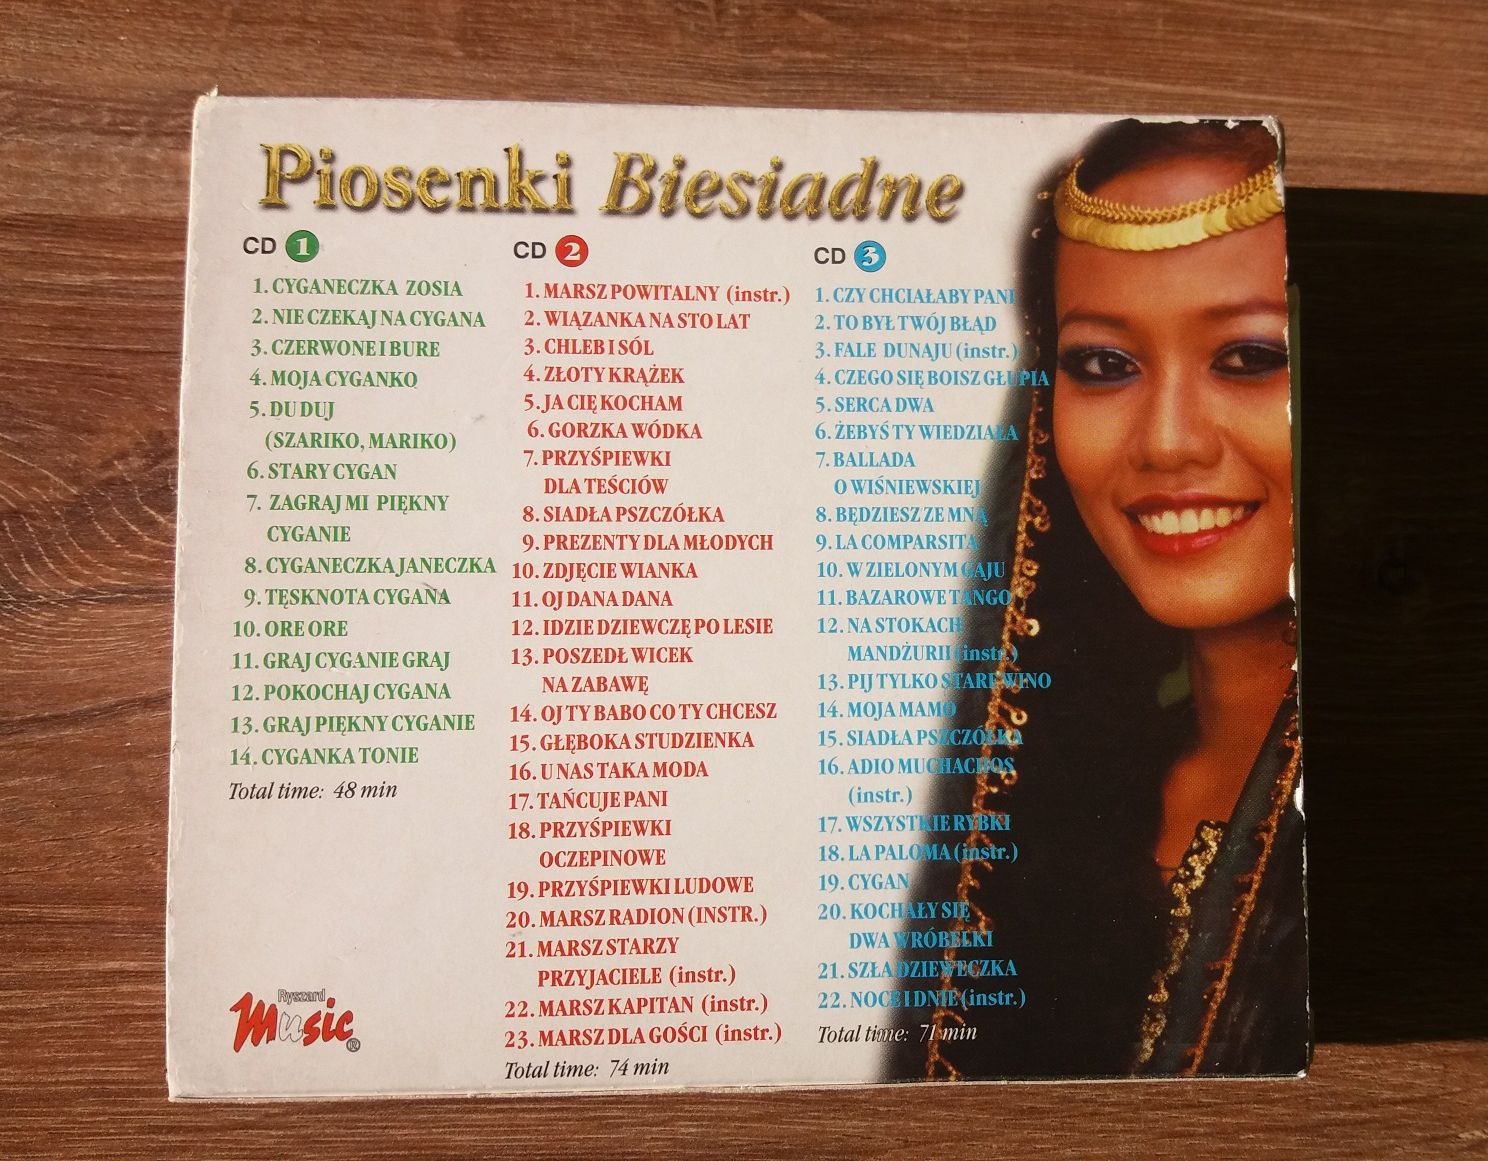 Piosenki Biesiadne
CD 1
1. CYGANECZKA ZOSIA
2. NIE CZEKAJ NA CYGANA
3. CZERWONE I BURE
4. MOJA CYGANKO
5. DU DUJ
(SZARIKO, MARIKO)
6. STARY CYGAN
7. ZAGRAJ MI PIĘKNY
CYGANIE
8. CYGANECZKA JANECZKA
9. TĘSKNOTA CYGANA
10. ORE ORE
11. GRAJ CYGANIE GRAJ
12. POKOCHAJ CYGANA
13. GRAJ PIĘKNY CYGANIE
14. CYGANKA TONIE
Total time: 48 min
Ryszard
Music
R
CD 2
1. MARSZ POWITALNY (instr.)
2. WIĄZANKA NA STO LAT
3. CHLEB I SÓL
4. ZŁOTY KRĄŻEK
5. JA CIĘ KOCHAM
6. GORZKA WÓDKA
7. PRZYŚPIEWKI
DLA TEŚCIÓW
8. SIADŁA PSZCZÓŁKA
9. PREZENTY DLA MŁODYCH
10. ZDJĘCIE WIANKA
11. OJ DANA DANA
12. IDZIE DZIEWCZĘ PO LESIE
13. POSZEDŁ WICEK
NA ZABAWĘ
14. OJ TY BABO CO TY CHCESZ
15. GŁĘBOKA STUDZIENKA
16. U NAS TAKA MODA
17. TAŃCUJE PANI
18. PRZYŚPIEWKI
OCZEPINOWE
19. PRZYŚPIEWKI LUDOWE
20. MARSZ RADION (INSTR.)
21. MARSZ STARZY
PRZYJACIELE (instr.)
22. MARSZ KAPITAN (instr.)
23. MARSZ DLA GOŚCI (instr.)
Total time: 74 min
CD 3
1. CZY CHCIAŁABY PANI
2. TO BYŁ TWÓJ BŁĄD
3. FALE DUNAJU (instr.)
4. CZEGO SIĘ BOISZ GŁUPIA
5. SERCA DWA
6. ŻEBYŚ TY WIEDZIAŁA
7. BALLADA
O WIŚNIEWSKIEJ
8. BĘDZIESZ ZE MNĄ
9. LA COMPARSITA
10. W ZIELONYM GAJU
11. BAZAROWE TANGO
12. NA STOKACH
MANDŻURII (instr.)
13. PIJ TYLKO STARE WINO
14. MOJA MAMO
15. SIADŁA PSZCZÓŁKA
16. ADIO MUCHACHOS
(instr.)
17. WSZYSTKIE RYBKI
18. LA PALOMA (instr.)
19. CYGAN
20. KOCHAŁY SIĘ
DWA WRÓBELKI
21. SZŁA DZIEWECZKA
22. NOCE I DNIE (instr.)
Total time: 71 min